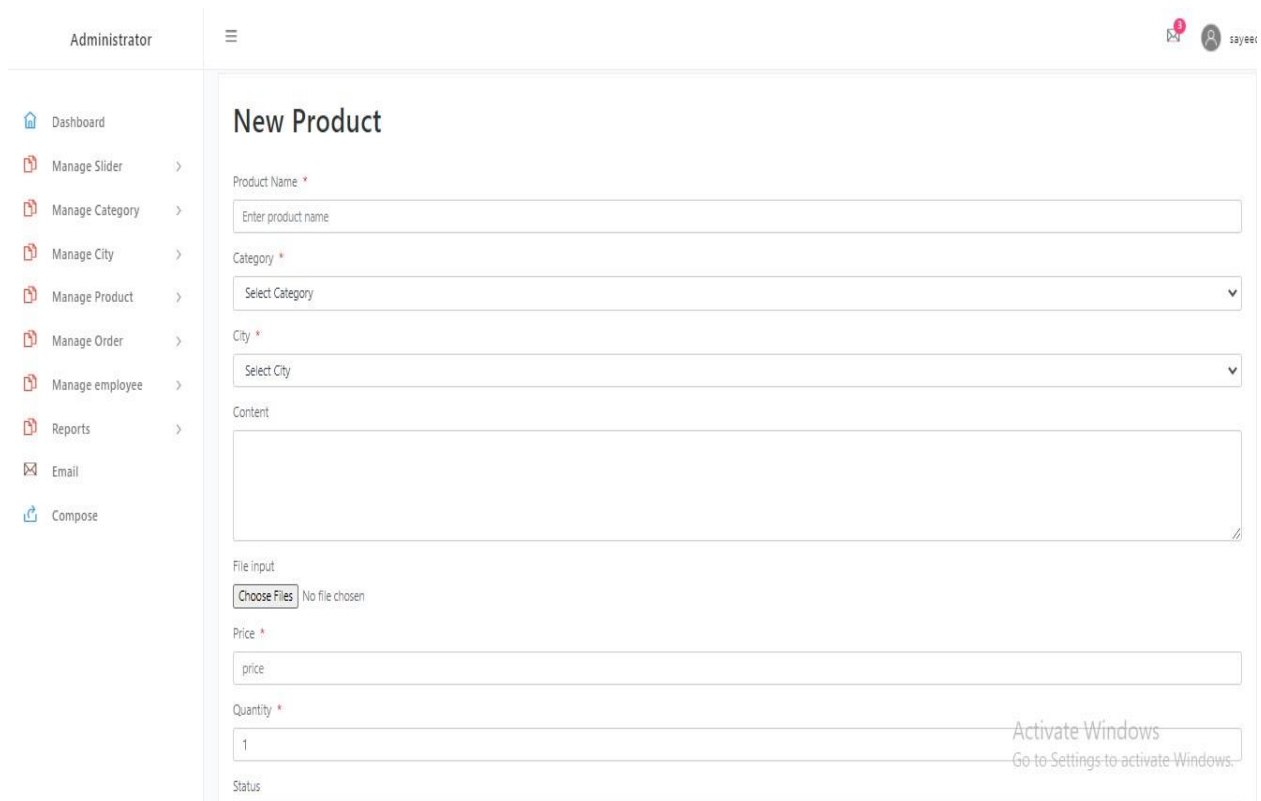 Administrator
3
Dashboard
Manage Slider
Manage Category
Manage City
Manage Product
Manage Order
Manage employee
Reports
Email
Compose
New Product
Product Name *
Enter product name
Category *
Select Category
City *
Select City
Content
File input
Choose Files No file chosen
Price *
price
Quantity *
1
Status
Activate Windows
Go to Settings to activate Windows.